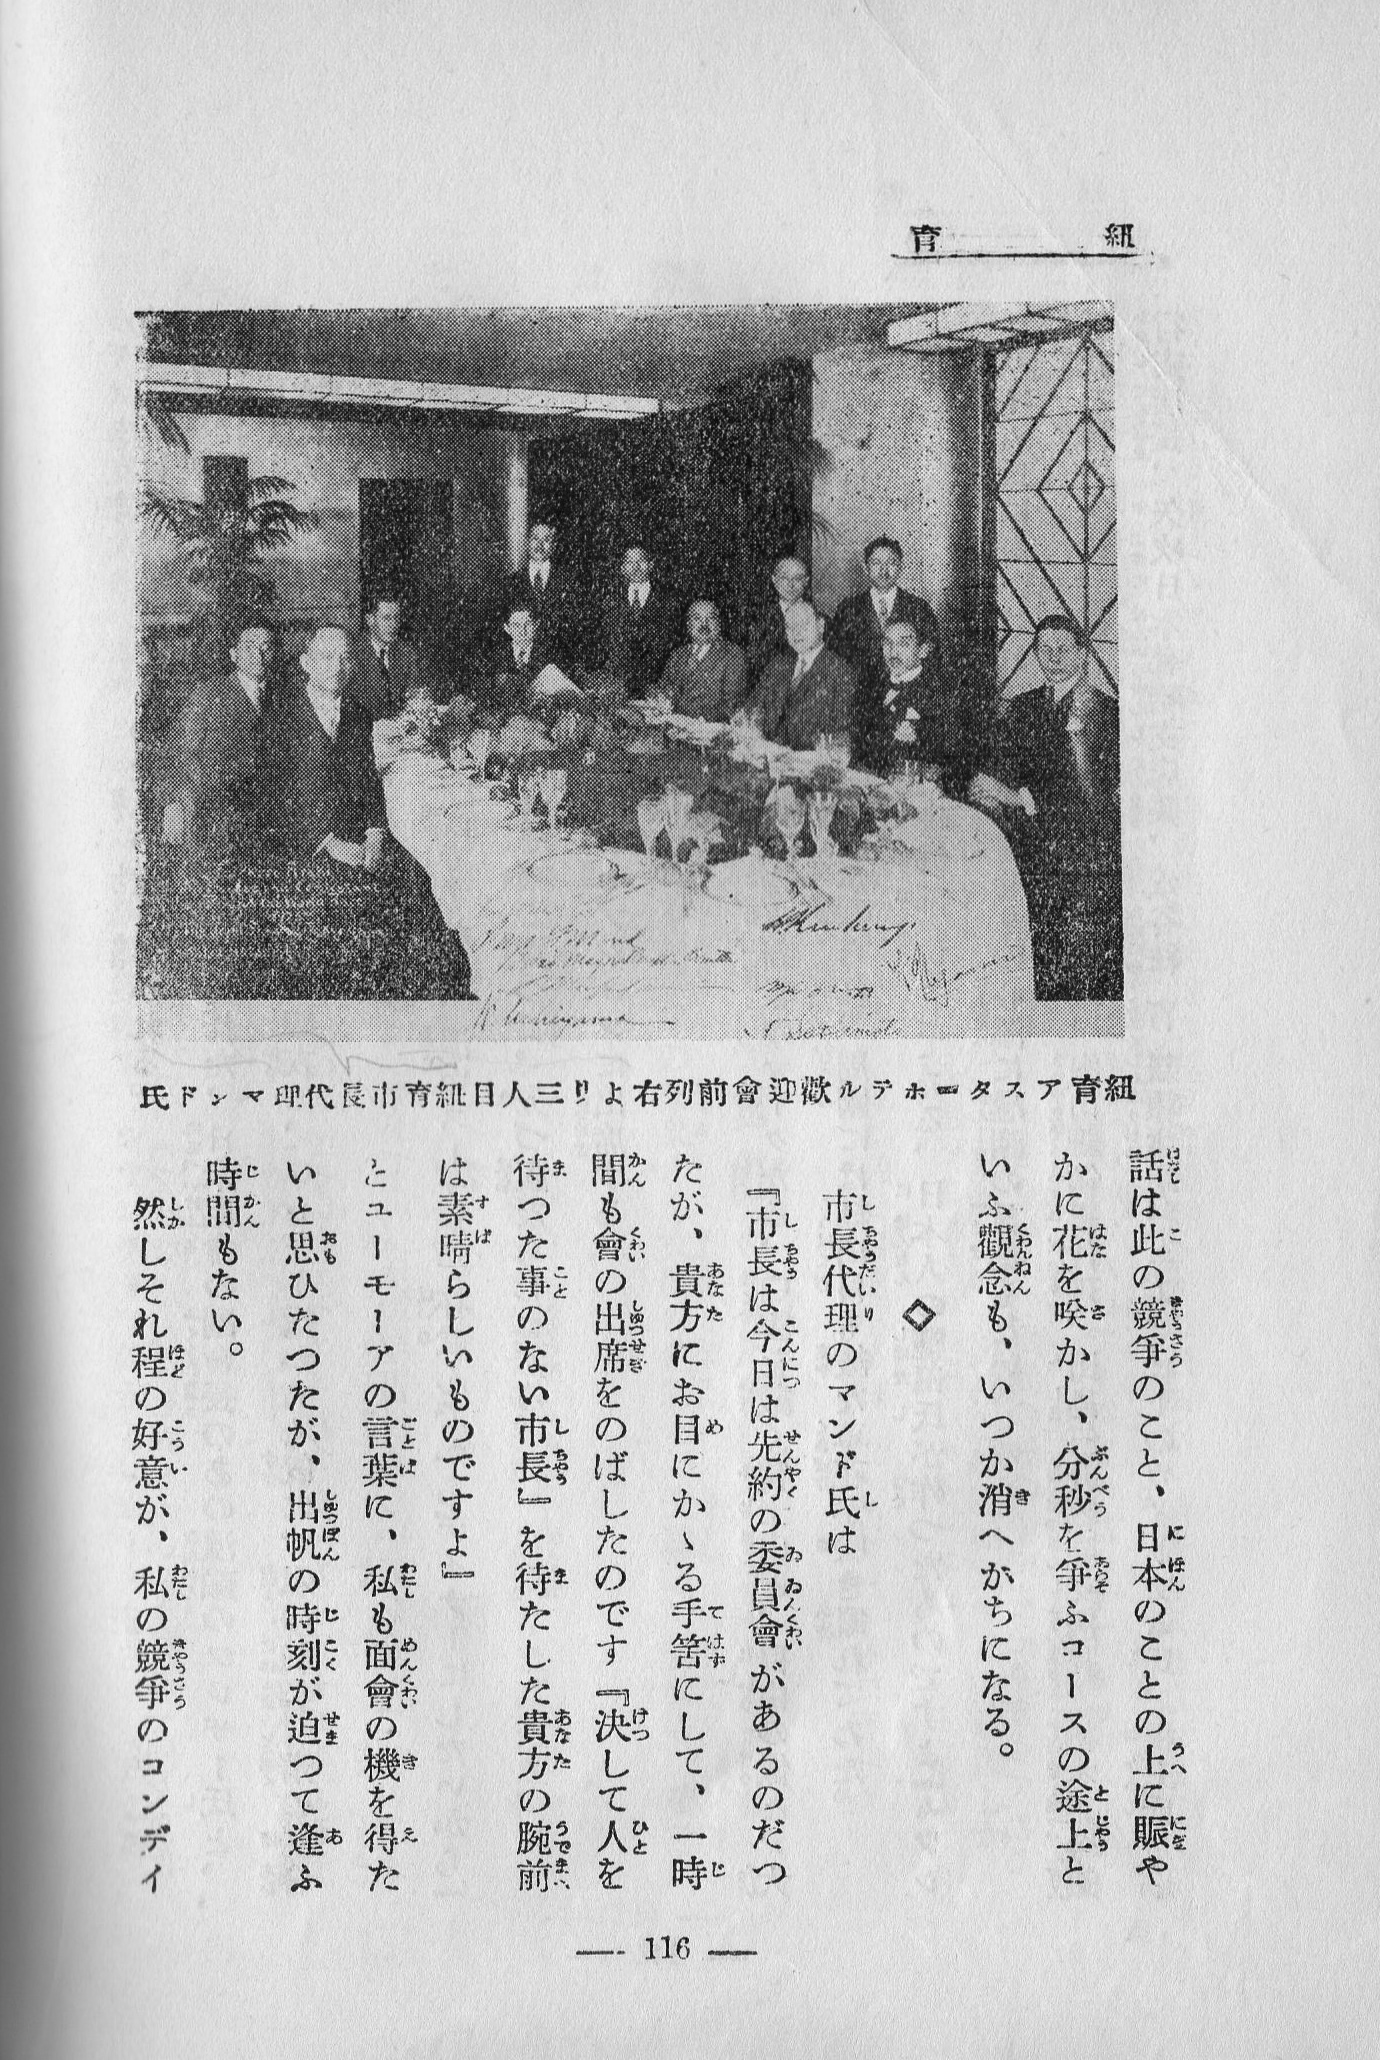 紐育
紐育アスターホテル歡迎會前列右より三人目紐育市長代理マンド氏
話は此の競爭のこと、日本のことの上に賑や
かに花を咲かし、分秒を爭ふコースの途上と
いふ觀念も、いつか消へがちになる。
◇
市長代理のマンド氏は
『市長は今日は先約の委員會があるのだつ
たが、貴方にお目にかゝる手筈にして、一時
間も會の出席をのばしたのです『決して人を
待つた事のない市長』を待たした貴方の腕前
は素晴らしいものですよ』
とユーモーアの言葉に、私も面會の機を得た
いと思ひたつたが、出帆の時刻が迫つて逢ふ
時間もない。
然しそれ程の好意が、私の競爭のコンデイ
116